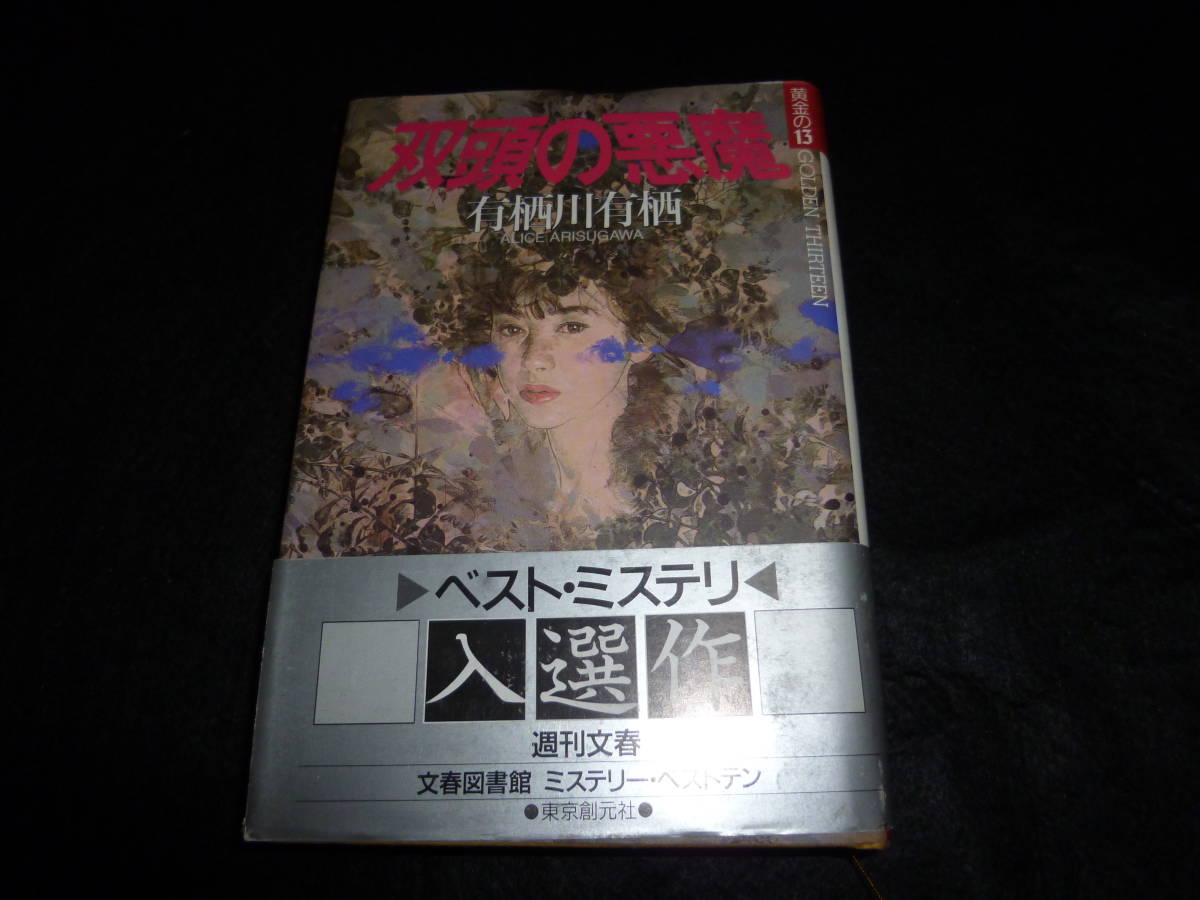 双頭の悪魔
有栖川有栖
ALICE ARISUGAWA
黄金の13
GOLDEN THIRTEEN
▶ベスト・ミステリ◀
入選作
週刊文春
文春図書館 ミステリー・ベストテン
●東京創元社●